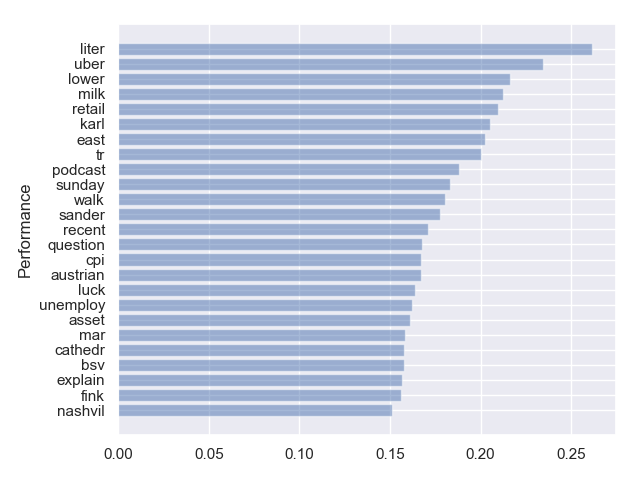 liter
uber
lower
milk
retail
karl
east
tr
podcast
sunday
walk
sander
recent
question
cpi
austrian
luck
unemploy
asset
mar
cathedr
bsv
explain
fink
nashvil
Performance
0.00 0.05 0.10 0.15 0.20 0.25